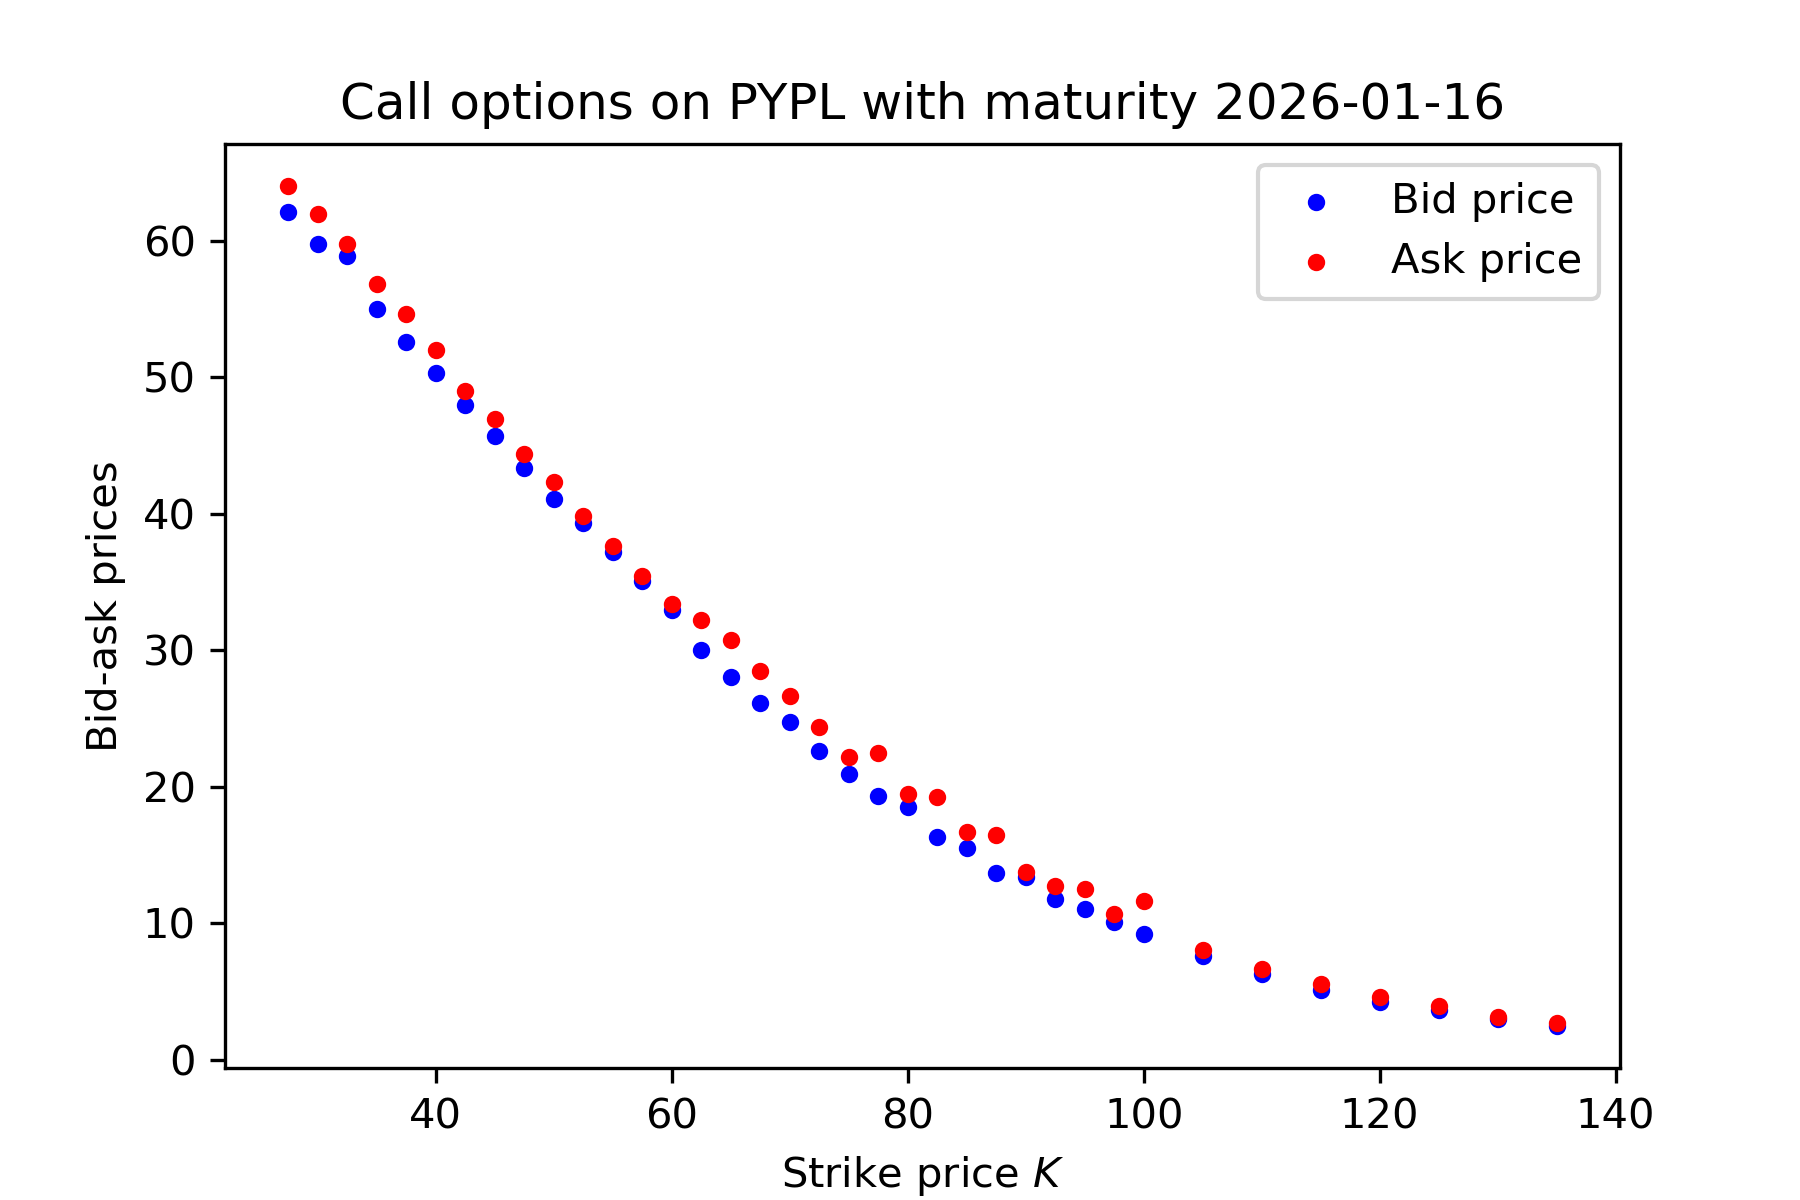 Call options on PYPL with maturity 2026-01-16
Bid price
Ask price
Bid-ask prices
60
50
40
30
20
10
0
40 60 80 100 120 140
Strike price K